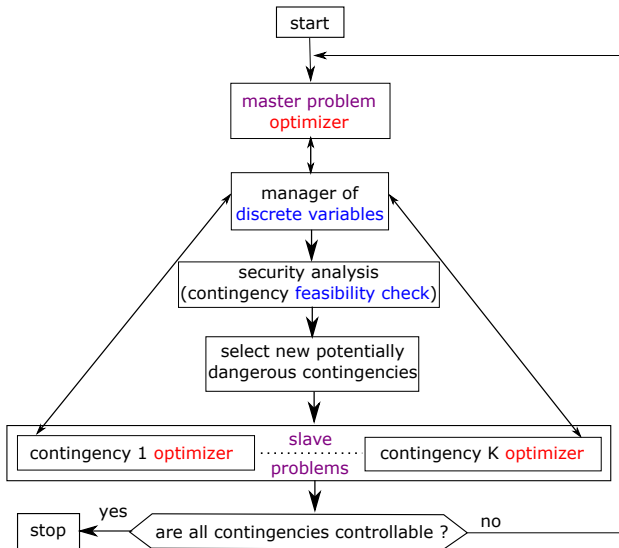 start
master problem
optimizer
manager of
discrete variables
security analysis
(contingency feasibility check)
select new potentially
dangerous contingencies
slave
contingency 1 optimizer
contingency K optimizer
problems
yes
no
stop
are all contingencies controllable ?